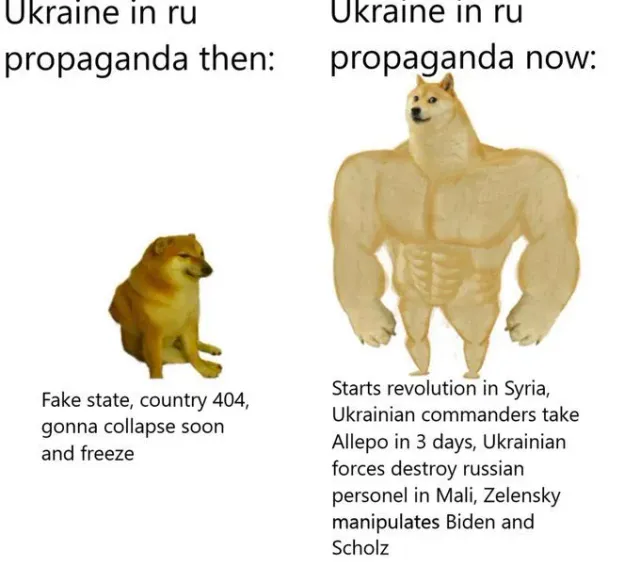 Ukraine in ru
propaganda then:
Ukraine in ru
propaganda now:
Fake state, country 404,
gonna collapse soon
and freeze
Starts revolution in Syria,
Ukrainian commanders take
Allepo in 3 days, Ukrainian
forces destroy russian
personel in Mali, Zelensky
manipulates Biden and
Scholz